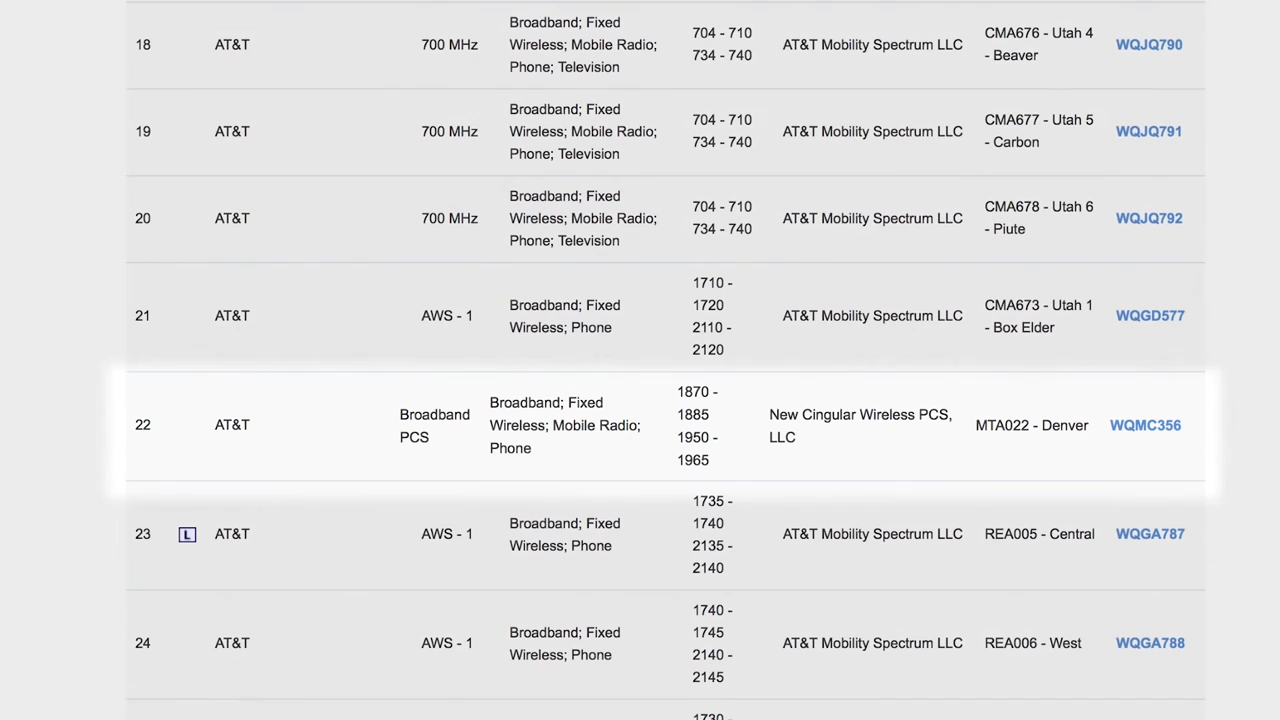 18 AT&T 700 MHz Broadband; Fixed Wireless; Mobile Radio; Phone; Television 704 - 710 734 - 740 AT&T Mobility Spectrum LLC CMA676 - Utah 4 - Beaver WQJQ790
19 AT&T 700 MHz Broadband; Fixed Wireless; Mobile Radio; Phone; Television 704 - 710 734 - 740 AT&T Mobility Spectrum LLC CMA677 - Utah 5 - Carbon WQJQ791
20 AT&T 700 MHz Broadband; Fixed Wireless; Mobile Radio; Phone; Television 704 - 710 734 - 740 AT&T Mobility Spectrum LLC CMA678 - Utah 6 - Piute WQJQ792
21 AT&T AWS - 1 Broadband; Fixed Wireless; Phone 1710 - 1720 2110 - 2120 AT&T Mobility Spectrum LLC CMA673 - Utah 1 - Box Elder WQGD577
22 AT&T Broadband PCS Broadband; Fixed Wireless; Mobile Radio; Phone 1870 - 1885 1950 - 1965 New Cingular Wireless PCS, LLC MTA022 - Denver WQMC356
23 L AT&T AWS - 1 Broadband; Fixed Wireless; Phone 1735 - 1740 2135 - 2140 AT&T Mobility Spectrum LLC REA005 - Central WQGA787
24 AT&T AWS - 1 Broadband; Fixed Wireless; Phone 1740 - 1745 2140 - 2145 AT&T Mobility Spectrum LLC REA006 - West WQGA788
1730 -